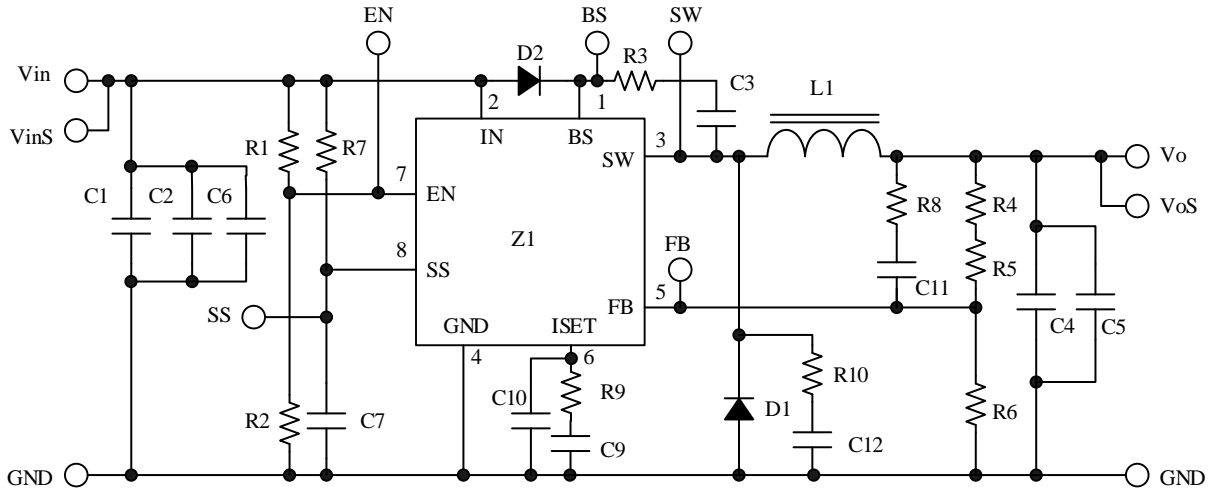 EN
BS
SW
D2
R3
Vin
C3
L1
2
1
VinS
IN
BS
3
R1
R7
SW
Vo
7
C1
C2
C6
EN
R8
R4
VoS
Z1
8
FB
SS
R5
5
C11
SS
FB
GND
ISET
C4
C5
4
6
R10
C10
R9
R2
C7
D1
R6
C9
C12
GND
GND